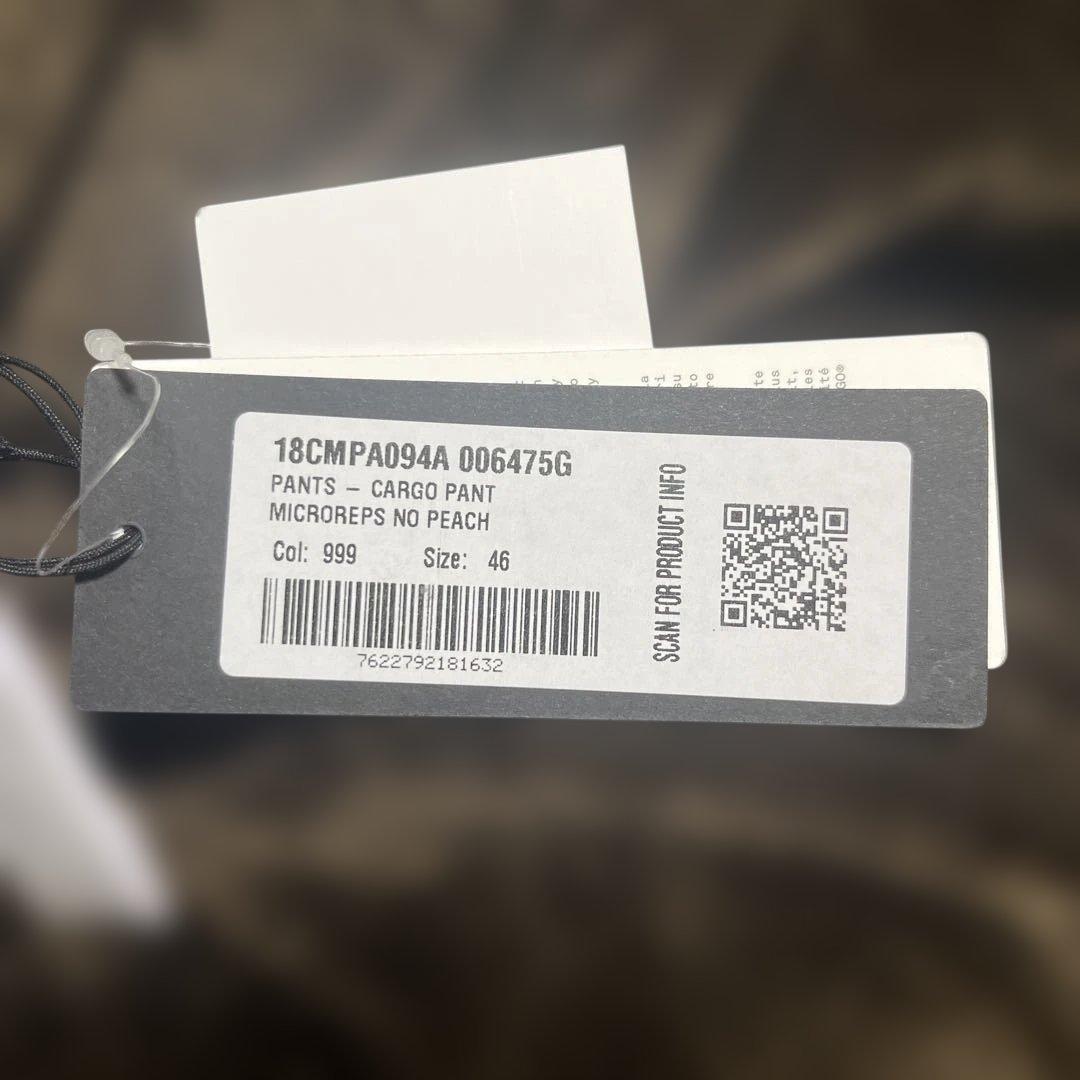 18CMPA094A 006475G
PANTS – CARGO PANT
MICROREPS NO PEACH
Col: 999 Size: 46
7622792181632
SCAN FOR PRODUCT INFO